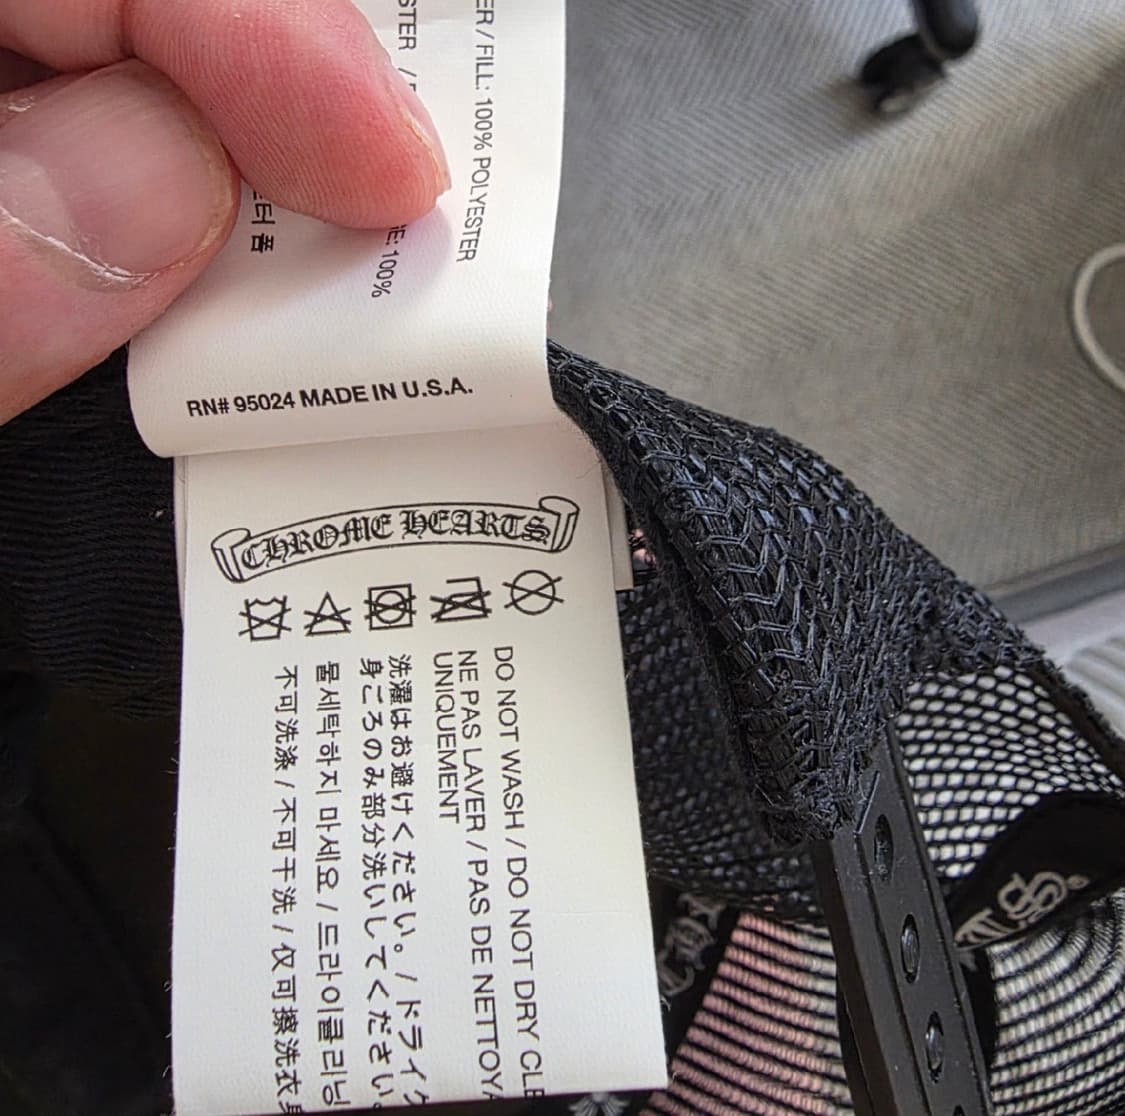 ER / FILL: 100% POLYESTER
STER /
E: 100%
터 폼
RN# 95024 MADE IN U.S.A.
CHROME HEARTS
DO NOT WASH / DO NOT DRY CLE
NE PAS LAVER / PAS DE NETTOYA
UNIQUEMENT
洗濯はお避けください。/ ドライク
身ごろのみ部分洗いしてください。
물세탁하지 마세요 / 드라이클리닝
不可洗涤 / 不可干洗 / 仅可擦洗衣身
TS